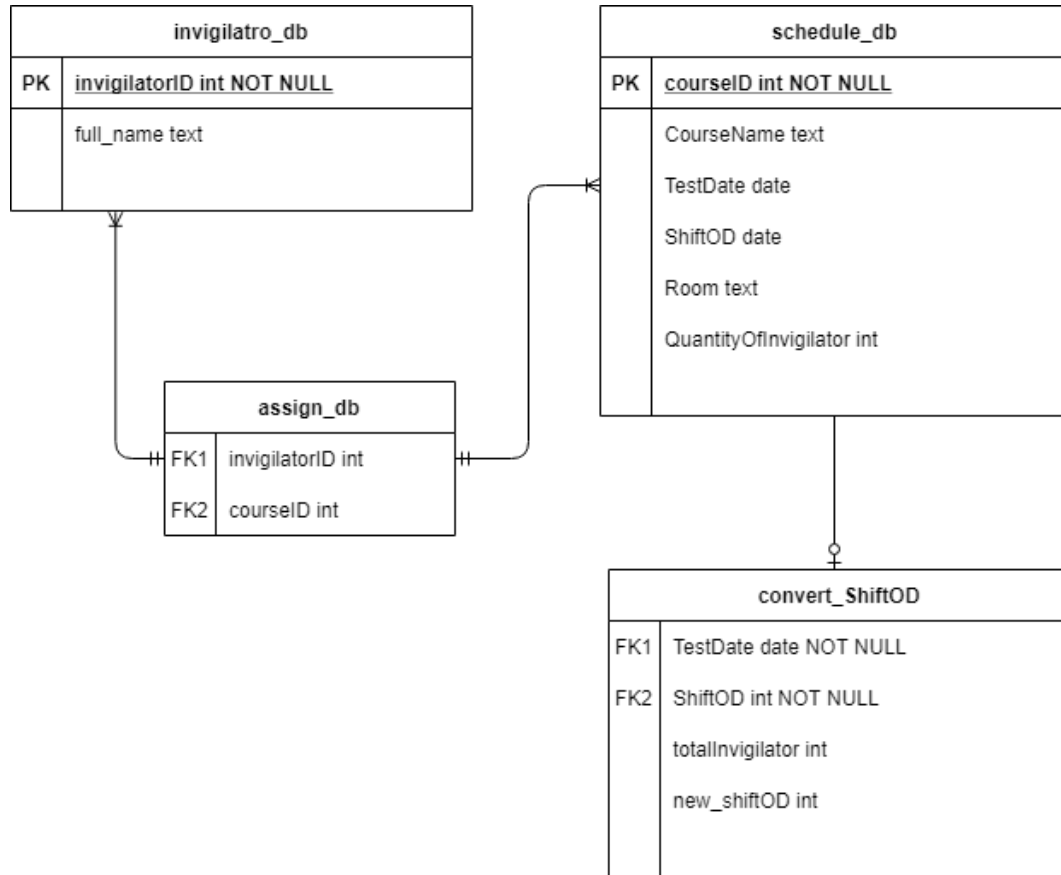 invigilatro_db
PK invigilatorID int NOT NULL
full_name text
schedule_db
PK courseID int NOT NULL
CourseName text
TestDate date
ShiftOD date
Room text
QuantityOfInvigilator int
assign_db
FK1 invigilatorID int
FK2 courseID int
convert_ShiftOD
FK1 TestDate date NOT NULL
FK2 ShiftOD int NOT NULL
totalInvigilator int
new_shiftOD int